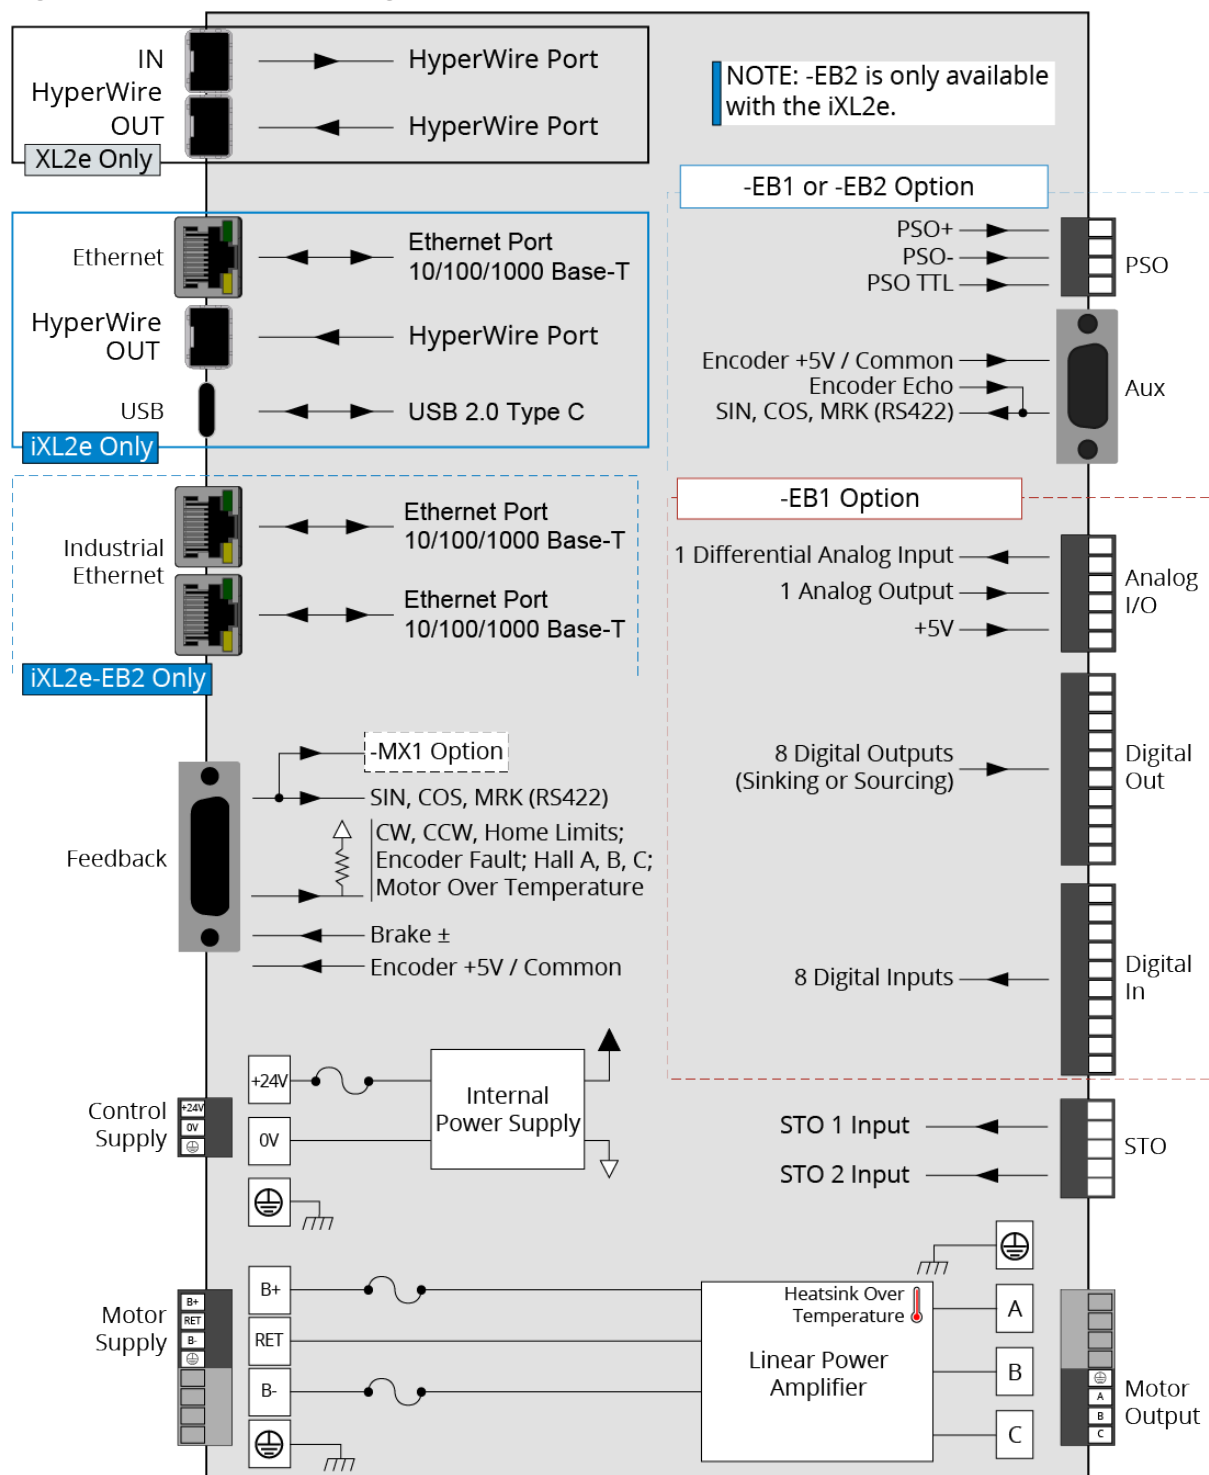 IN
HyperWire
OUT
HyperWire Port
HyperWire Port
XL2e Only
NOTE: -EB2 is only available
with the iXL2e.
Ethernet
Ethernet Port
10/100/1000 Base-T
HyperWire
OUT
HyperWire Port
USB
USB 2.0 Type C
iXL2e Only
-EB1 or -EB2 Option
PSO+
PSO-
PSO TTL
PSO
Encoder +5V / Common
Encoder Echo
SIN, COS, MRK (RS422)
Aux
Industrial
Ethernet
Ethernet Port
10/100/1000 Base-T
Ethernet Port
10/100/1000 Base-T
iXL2e-EB2 Only
-EB1 Option
1 Differential Analog Input
1 Analog Output
+5V
Analog
I/O
8 Digital Outputs
(Sinking or Sourcing)
Digital
Out
8 Digital Inputs
Digital
In
Feedback
-MX1 Option
SIN, COS, MRK (RS422)
CW, CCW, Home Limits;
Encoder Fault; Hall A, B, C;
Motor Over Temperature
Brake ±
Encoder +5V / Common
Control
Supply
+24V
0V
+24V
0V
Internal
Power Supply
STO 1 Input
STO 2 Input
STO
Motor
Supply
B+
RET
B-
B+
RET
B-
Heatsink Over
Temperature
Linear Power
Amplifier
A
B
C
A
B
C
Motor
Output